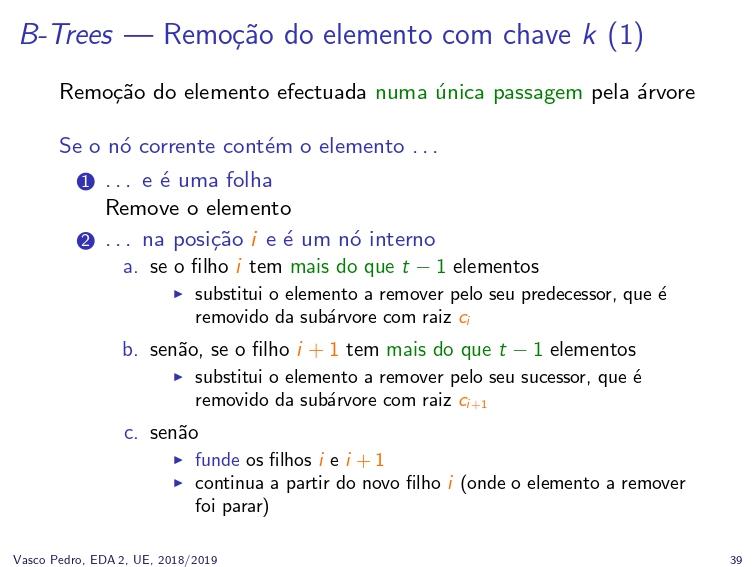 B-Trees — Remoção do elemento com chave k (1)
Remoção do elemento efectuada numa única passagem pela árvore
Se o nó corrente contém o elemento . . .
1 . . . e é uma folha
Remove o elemento
2 . . . na posição i e é um nó interno
a. se o filho i tem mais do que t − 1 elementos
▶ substitui o elemento a remover pelo seu predecessor, que é
removido da subárvore com raiz cᵢ
b. senão, se o filho i + 1 tem mais do que t − 1 elementos
▶ substitui o elemento a remover pelo seu sucessor, que é
removido da subárvore com raiz cᵢ₊₁
c. senão
▶ funde os filhos i e i + 1
▶ continua a partir do novo filho i (onde o elemento a remover
foi parar)
Vasco Pedro, EDA 2, UE, 2018/2019 39